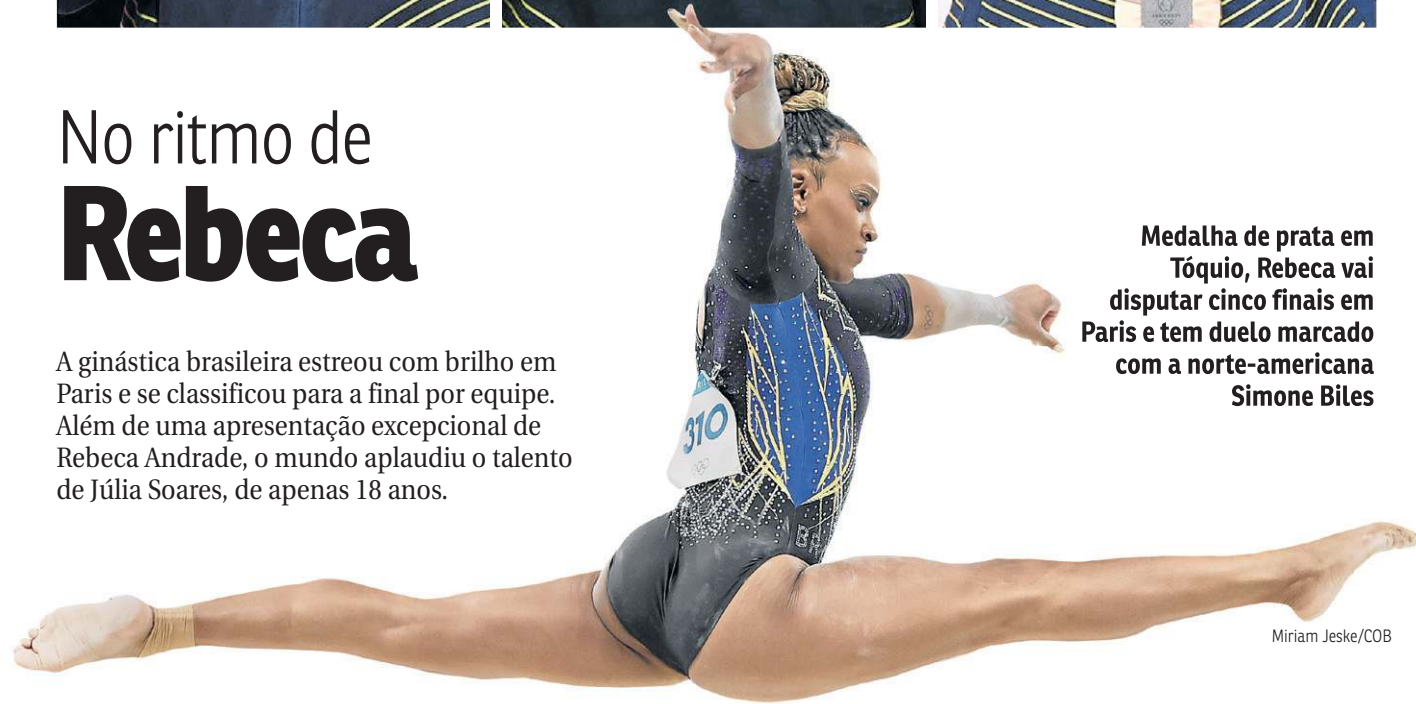 No ritmo de
Rebeca
A ginástica brasileira estreou com brilho em
Paris e se classificou para a final por equipe.
Além de uma apresentação excepcional de
Rebeca Andrade, o mundo aplaudiu o talento
de Júlia Soares, de apenas 18 anos.
Medalha de prata em
Tóquio, Rebeca vai
disputar cinco finais em
Paris e tem duelo marcado
com a norte-americana
Simone Biles
310
Miriam Jeske/COB